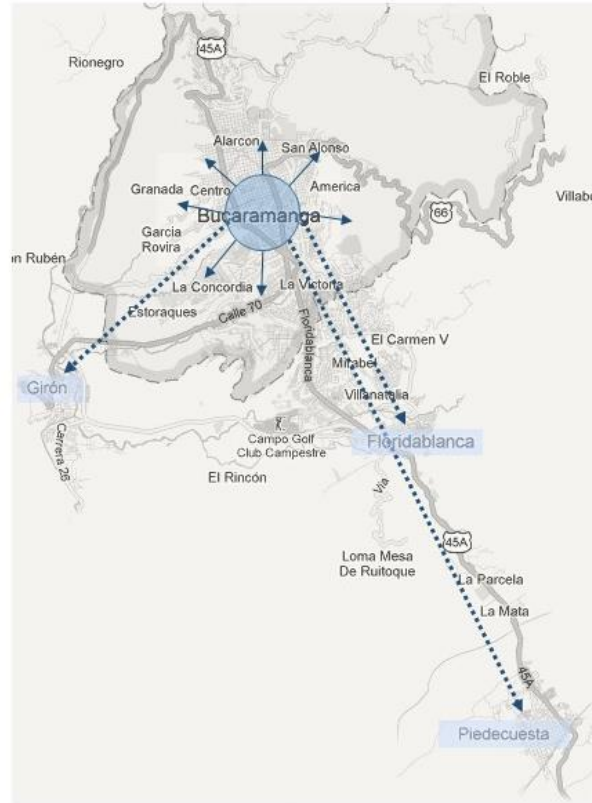 45A
Rionegro
El Roble
Alarcon
San Alonso
Granada
Centro
America
Villab
Bucaramanga
66
Garcia
Rovira
on Rubén
La Concordia
La Victoria
Estoraques
Calle 70
Floridablanca
El Carmen V
Mirabel
Girón
Villanatalia
Carrera 26
Campo Golf
Club Campestre
Floridablanca
El Rincón
Vía
45A
Loma Mesa
De Ruitoque
La Parcela
La Mata
45A
Piedecuesta